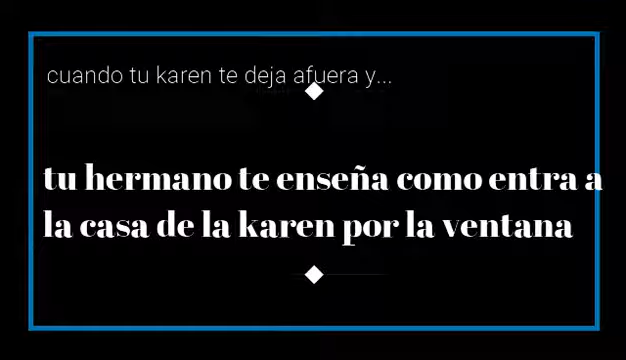 cuando tu karen te deja afuera y...
tu hermano te enseña como entra a
la casa de la karen por la ventana